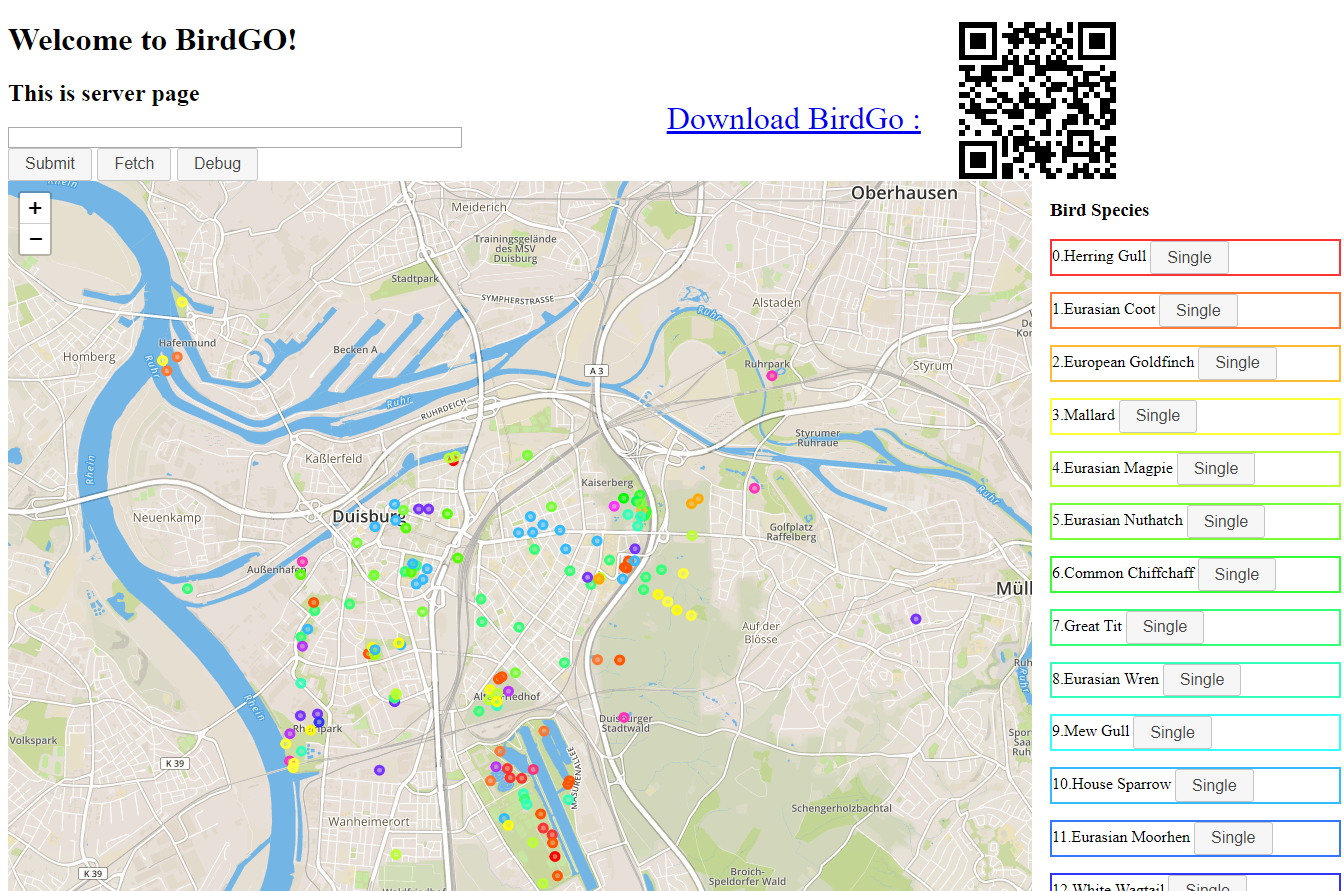 Welcome to BirdGO!
This is server page
Download BirdGo :
Submit Fetch Debug
+
−
Rhein
Oberhausen
Meiderich
Trainingsgelände
des MSV
Duisburg
Stadtpark
SYMPHERSTRASSE
Alstaden
Ruhr
Hafenmund
Homberg
Ruhr
Becken A
A 3
Ruhrpark
Styrum
Ruhr
RUHRDEICH
Styrumer
Ruhraue
Kaßlerfeld
Rhein
Kaiserberg
Ruhr
Neuenkamp
Duisburg
Golfplatz
Raffelberg
Außenhafen
Müll
Auf der
Blösse
Ruhr
Rhein
Duisburger
Stadtwald
Volkspark
K 39
MASURENALLEE
Schengerholzbachtal
Wanheimerort
K 39
Broich-
Speldorfer Wald
Bird Species
0.Herring Gull Single
1.Eurasian Coot Single
2.European Goldfinch Single
3.Mallard Single
4.Eurasian Magpie Single
5.Eurasian Nuthatch Single
6.Common Chiffchaff Single
7.Great Tit Single
8.Eurasian Wren Single
9.Mew Gull Single
10.House Sparrow Single
11.Eurasian Moorhen Single
12.White Wagtail Single